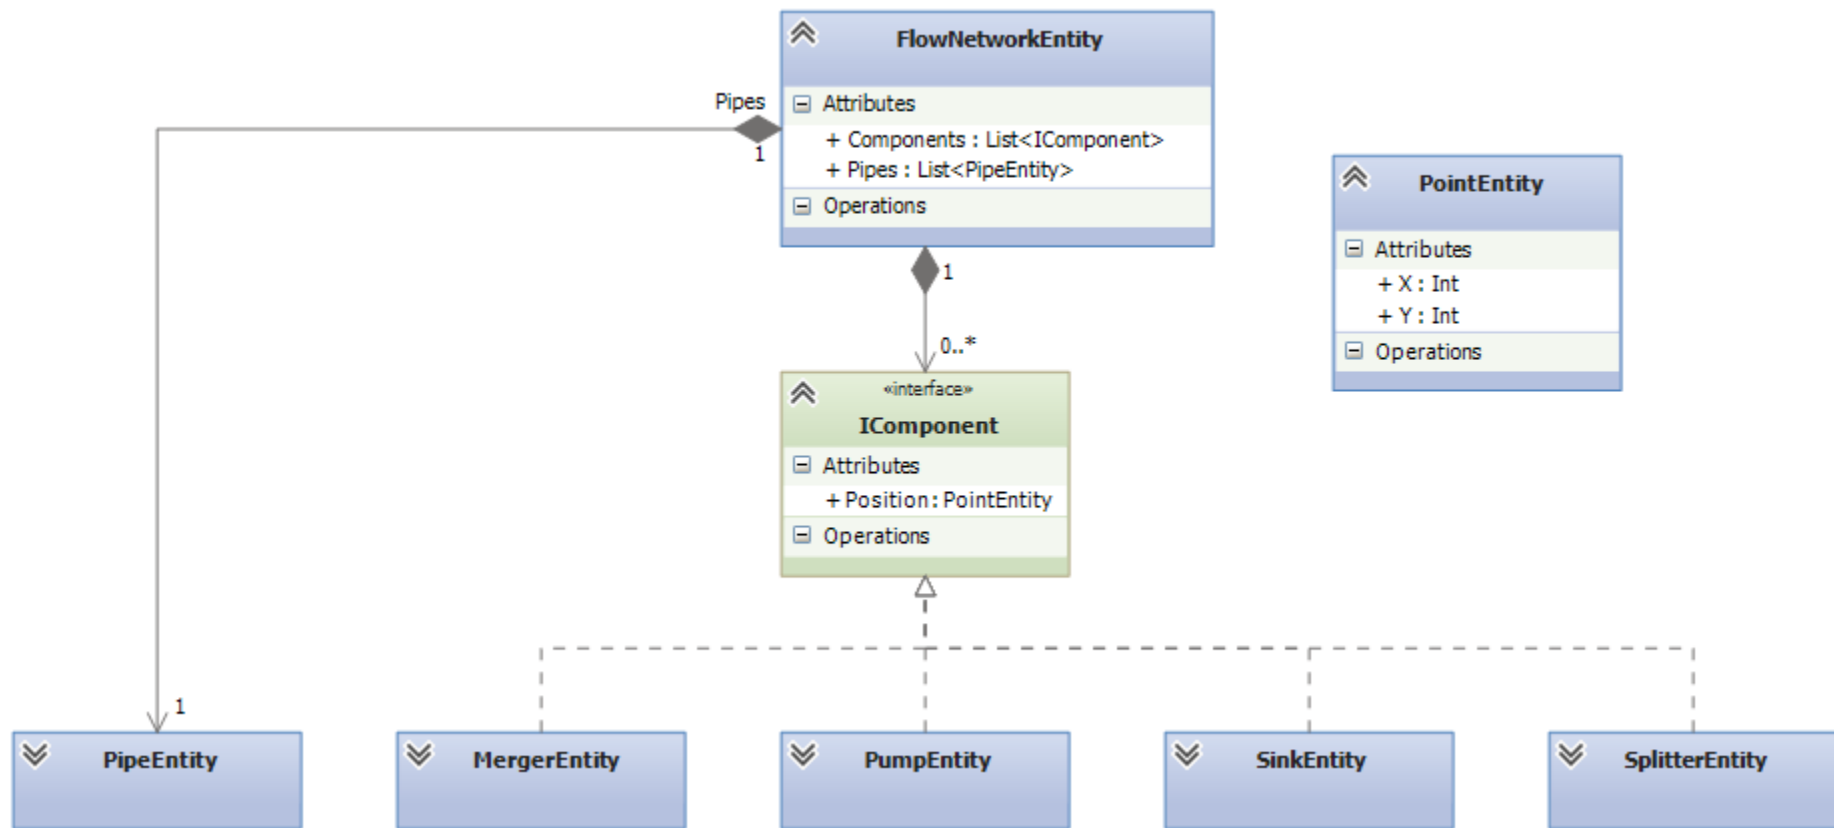 FlowNetworkEntity
Attributes
+ Components : List<IComponent>
+ Pipes : List<PipeEntity>
Operations
Pipes
1
1
0..*
PointEntity
Attributes
+ X : Int
+ Y : Int
Operations
«interface»
IComponent
Attributes
+ Position : PointEntity
Operations
1
PipeEntity
MergerEntity
PumpEntity
SinkEntity
SplitterEntity